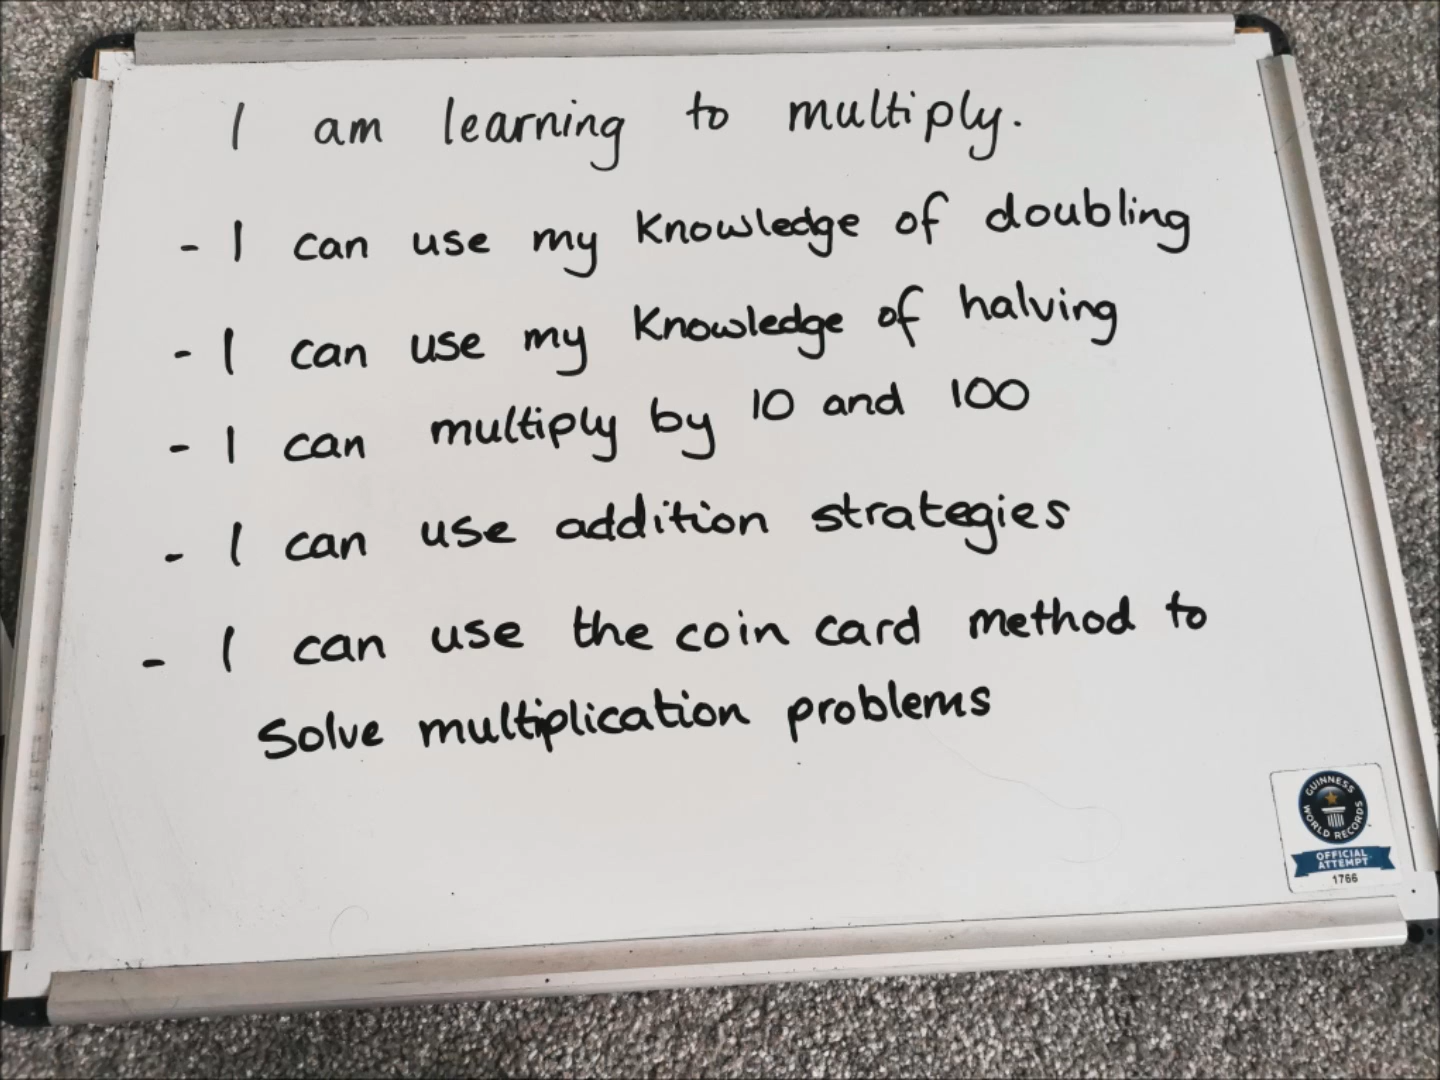 I am learning to multiply.
- I can use my knowledge of doubling
- I can use my knowledge of halving
- I can multiply by 10 and 100
- I can use addition strategies
- I can use the coin card method to
solve multiplication problems
GUINNESS
WORLD RECORDS
OFFICIAL
ATTEMPT
1766